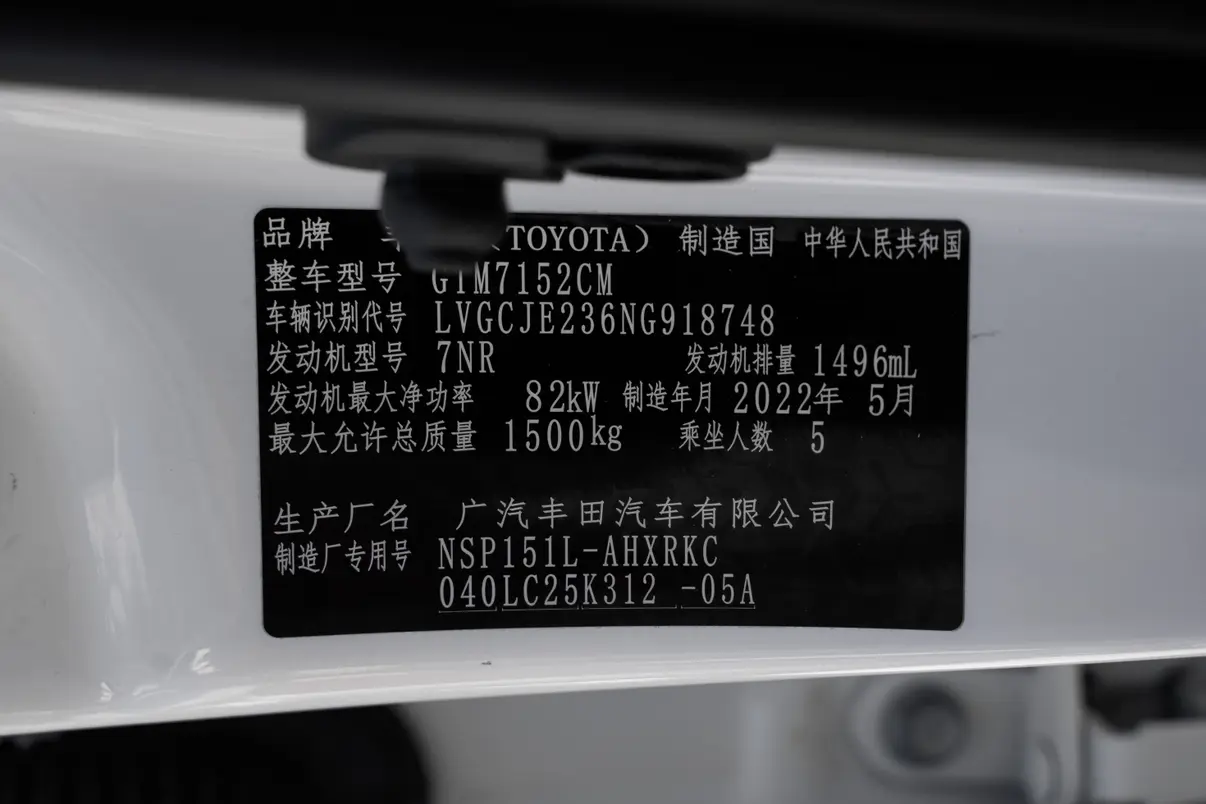 品牌 （TOYOTA） 制造国 中华人民共和国
整车型号 GTM7152CM
车辆识别代号 LVGCJE236NG918748
发动机型号 7NR 发动机排量 1496mL
发动机最大净功率 82kW 制造年月 2022年 5月
最大允许总质量 1500kg 乘坐人数 5
生产厂名 广汽丰田汽车有限公司
制造厂专用号 NSP151L-AHXRKC
040LC25K312 -05A